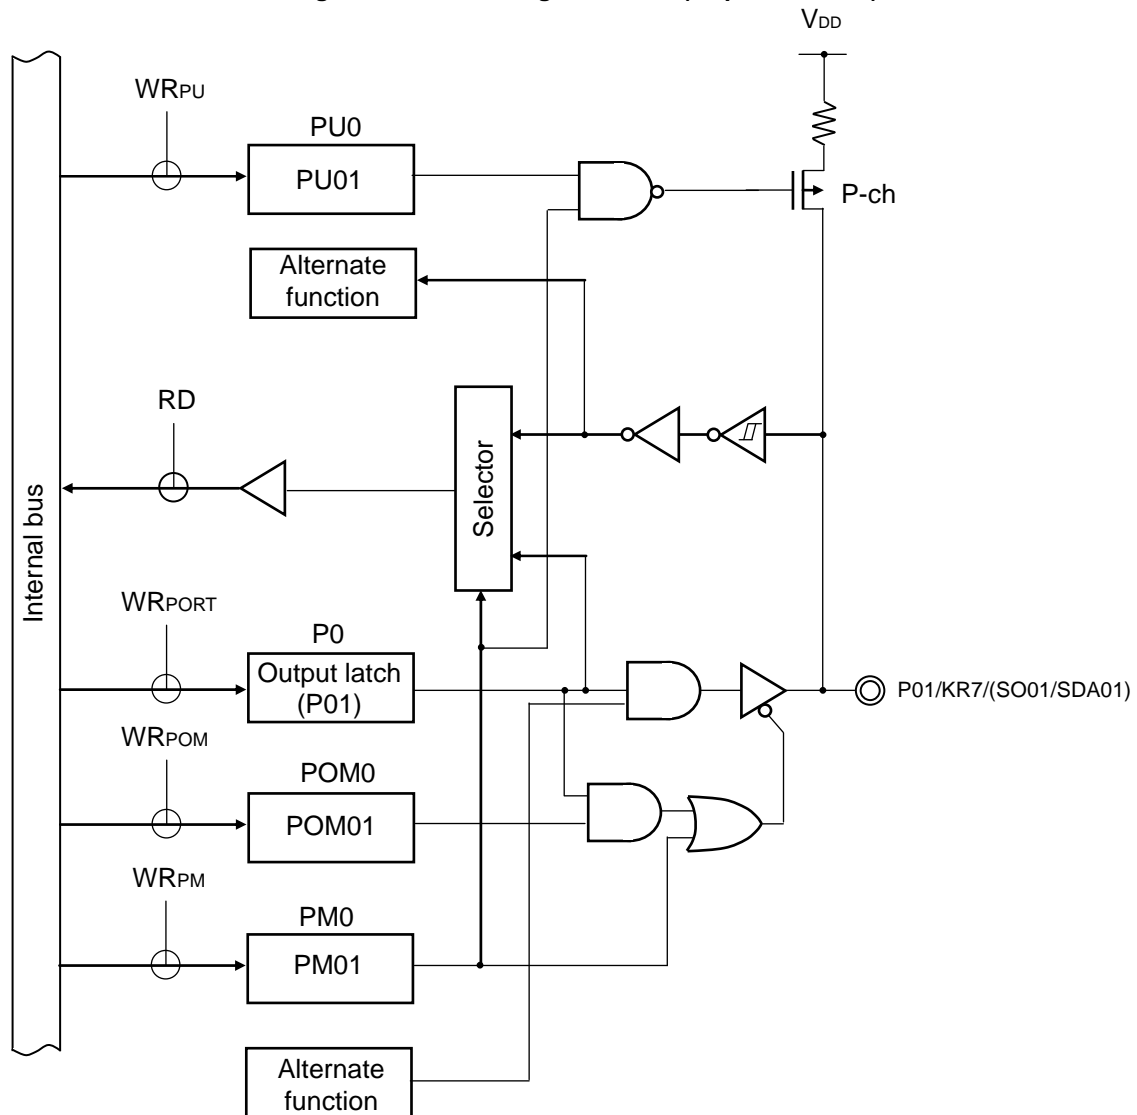 VDD
WRPU
PU0
PU01
P-ch
Alternate
function
RD
Selector
Internal bus
WRPORT
P0
Output latch
(P01)
P01/KR7/(SO01/SDA01)
WRPOM
POM0
POM01
WRPM
PM0
PM01
Alternate
function